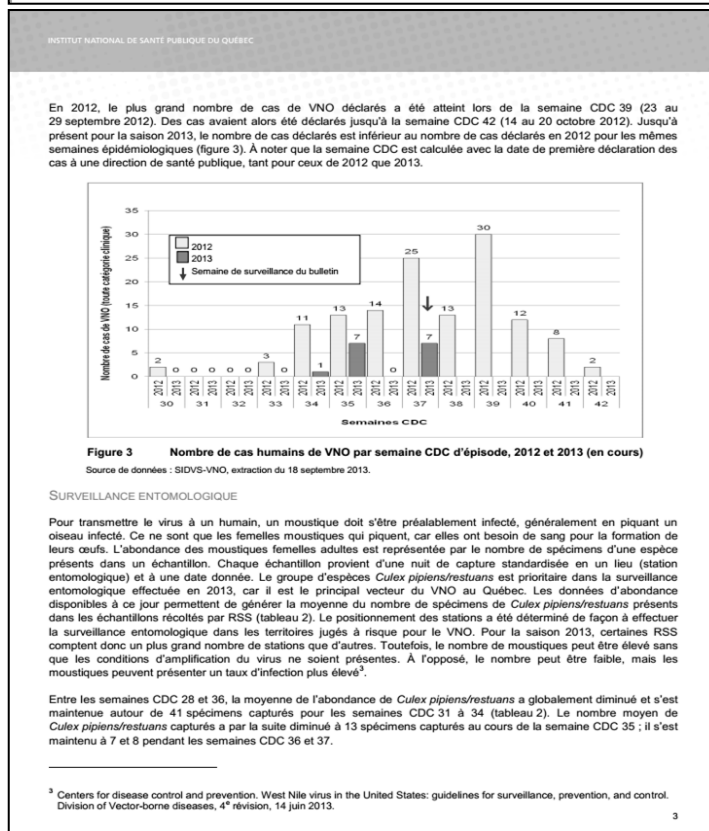 INSTITUT NATIONAL DE SANTÉ PUBLIQUE DU QUÉBEC
En 2012, le plus grand nombre de cas de VNO déclarés a été atteint lors de la semaine CDC 39 (23 au
29 septembre 2012). Des cas avaient alors été déclarés jusqu'à la semaine CDC 42 (14 au 20 octobre 2012). Jusqu'à
présent pour la saison 2013, le nombre de cas déclarés est inférieur au nombre de cas déclarés en 2012 pour les mêmes
semaines épidémiologiques (figure 3). À noter que la semaine CDC est calculée avec la date de première déclaration des
cas à une direction de santé publique, tant pour ceux de 2012 que 2013.
Nombre de cas de VNO (toute catégorie clinique)
35
30
25
20
15
10
5
0
2012
2013
Semaine de surveillance du bulletin
2 0 0 0 0 0 3 0 11 1 13 7 14 0 25 7 13 30 12 8 2
2012 2013 2012 2013 2012 2013 2012 2013 2012 2013 2012 2013 2012 2013 2012 2013 2012 2013 2012 2013 2012 2013 2012 2013 2012 2013
30 31 32 33 34 35 36 37 38 39 40 41 42
Semaines CDC
Figure 3 Nombre de cas humains de VNO par semaine CDC d'épisode, 2012 et 2013 (en cours)
Source de données : SIDVS-VNO, extraction du 18 septembre 2013.
SURVEILLANCE ENTOMOLOGIQUE
Pour transmettre le virus à un humain, un moustique doit s'être préalablement infecté, généralement en piquant un
oiseau infecté. Ce ne sont que les femelles moustiques qui piquent, car elles ont besoin de sang pour la formation de
leurs œufs. L'abondance des moustiques femelles adultes est représentée par le nombre de spécimens d'une espèce
présents dans un échantillon. Chaque échantillon provient d'une nuit de capture standardisée en un lieu (station
entomologique) et à une date donnée. Le groupe d'espèces Culex pipiens/restuans est prioritaire dans la surveillance
entomologique effectuée en 2013, car il est le principal vecteur du VNO au Québec. Les données d'abondance
disponibles à ce jour permettent de générer la moyenne du nombre de spécimens de Culex pipiens/restuans présents
dans les échantillons récoltés par RSS (tableau 2). Le positionnement des stations a été déterminé de façon à effectuer
la surveillance entomologique dans les territoires jugés à risque pour le VNO. Pour la saison 2013, certaines RSS
comptent donc un plus grand nombre de stations que d'autres. Toutefois, le nombre de moustiques peut être élevé sans
que les conditions d'amplification du virus ne soient présentes. À l'opposé, le nombre peut être faible, mais les
moustiques peuvent présenter un taux d'infection plus élevé³.
Entre les semaines CDC 28 et 36, la moyenne de l'abondance de Culex pipiens/restuans a globalement diminué et s'est
maintenue autour de 41 spécimens capturés pour les semaines CDC 31 à 34 (tableau 2). Le nombre moyen de
Culex pipiens/restuans capturés a par la suite diminué à 13 spécimens capturés au cours de la semaine CDC 35 ; il s'est
maintenu à 7 et 8 pendant les semaines CDC 36 et 37.
³ Centers for disease control and prevention. West Nile virus in the United States: guidelines for surveillance, prevention, and control.
Division of Vector-borne diseases, 4ᵉ révision, 14 juin 2013.
3